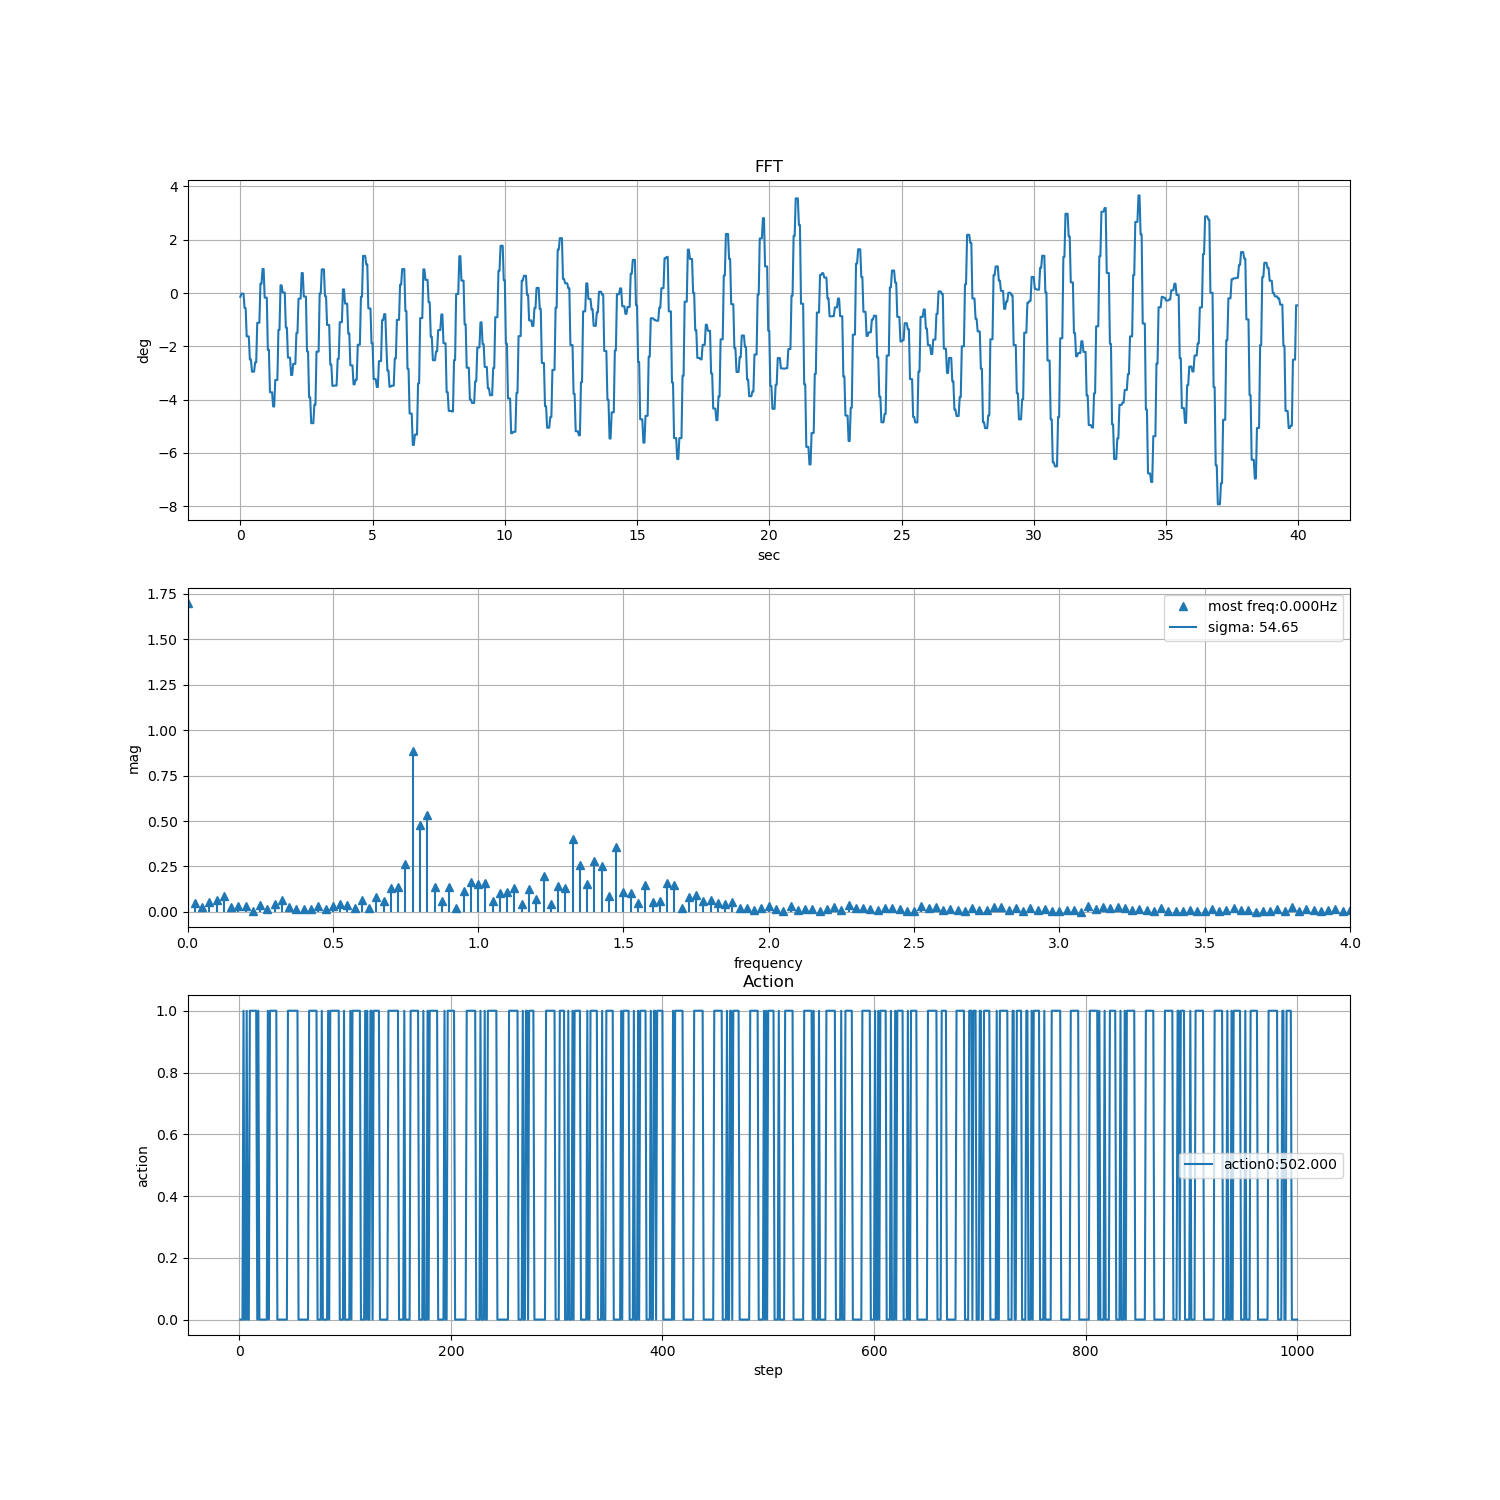 FFT
4
2
0
−2
−4
−6
−8
deg
0 5 10 15 20 25 30 35 40
sec
1.75
1.50
1.25
1.00
0.75
0.50
0.25
0.00
mag
most freq:0.000Hz
sigma: 54.65
0.0 0.5 1.0 1.5 2.0 2.5 3.0 3.5 4.0
frequency
Action
1.0
0.8
0.6
0.4
0.2
0.0
action
action0:502.000
0 200 400 600 800 1000
step